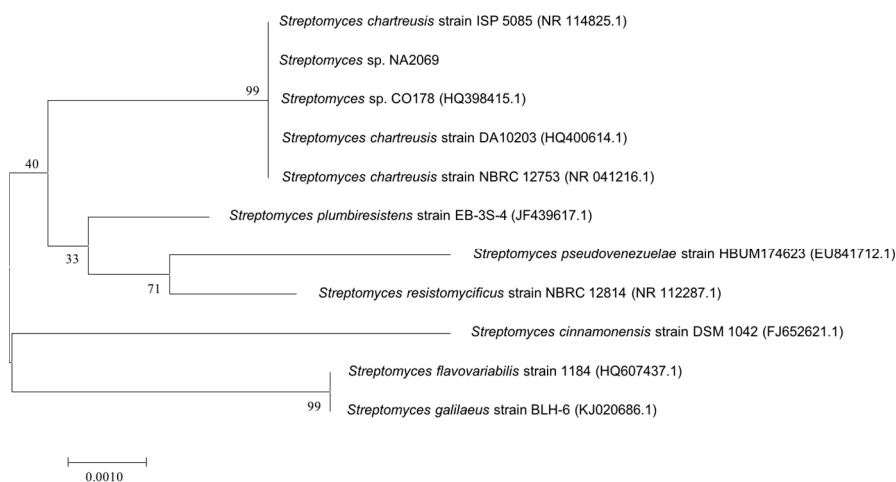 Streptomyces chartreusis strain ISP 5085 (NR 114825.1)
Streptomyces sp. NA2069
99
Streptomyces sp. CO178 (HQ398415.1)
Streptomyces chartreusis strain DA10203 (HQ400614.1)
40
Streptomyces chartreusis strain NBRC 12753 (NR 041216.1)
Streptomyces plumbiresistens strain EB-3S-4 (JF439617.1)
33
Streptomyces pseudovenezuelae strain HBUM174623 (EU841712.1)
71
Streptomyces resistomycificus strain NBRC 12814 (NR 112287.1)
Streptomyces cinnamonensis strain DSM 1042 (FJ652621.1)
Streptomyces flavovariabilis strain 1184 (HQ607437.1)
99
Streptomyces galilaeus strain BLH-6 (KJ020686.1)
0.0010